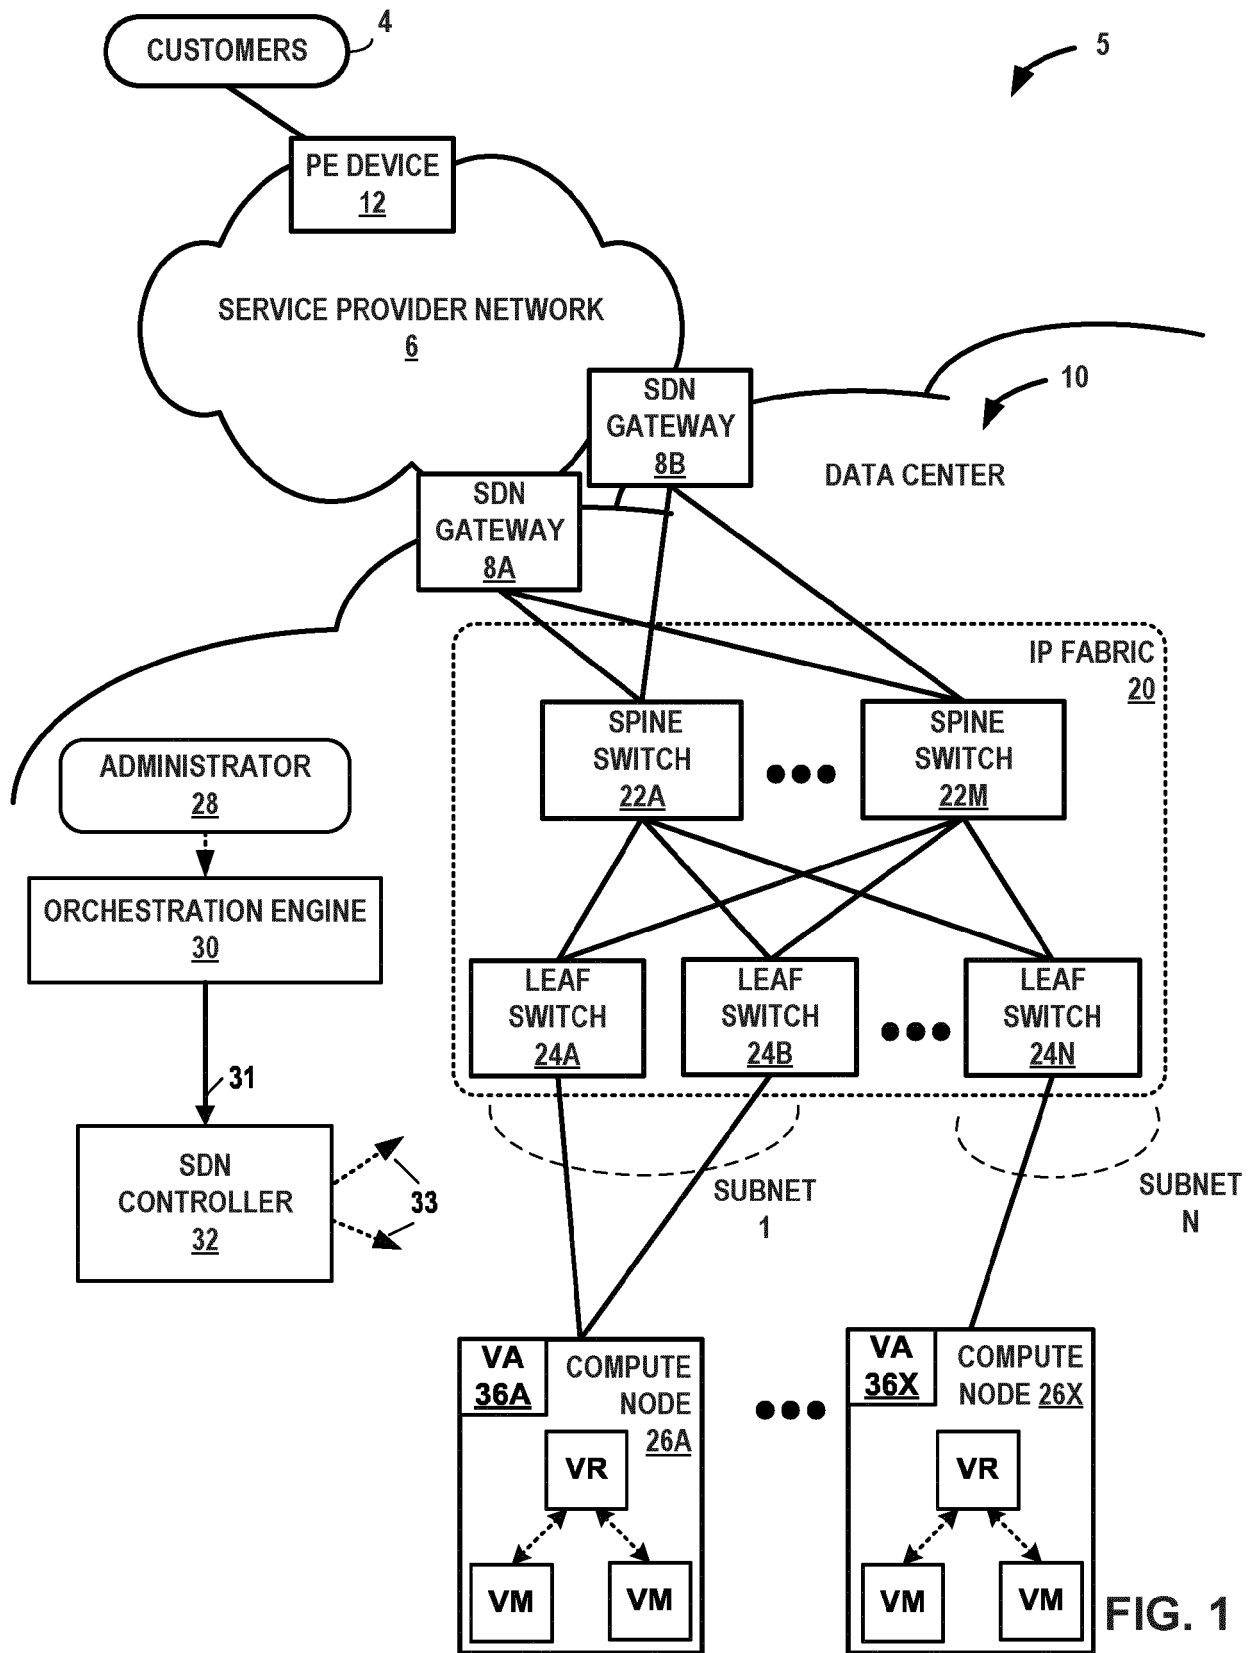 CUSTOMERS
4
5
PE DEVICE
12
SERVICE PROVIDER NETWORK
6
SDN
GATEWAY
8B
10
DATA CENTER
SDN
GATEWAY
8A
IP FABRIC
20
SPINE
SWITCH
22A
SPINE
SWITCH
22M
ADMINISTRATOR
28
ORCHESTRATION ENGINE
30
LEAF
SWITCH
24A
LEAF
SWITCH
24B
LEAF
SWITCH
24N
31
SDN
CONTROLLER
32
33
SUBNET
1
SUBNET
N
VA
36A
COMPUTE
NODE
26A
VR
VM
VM
VA
36X
COMPUTE
NODE 26X
VR
VM
VM
FIG. 1